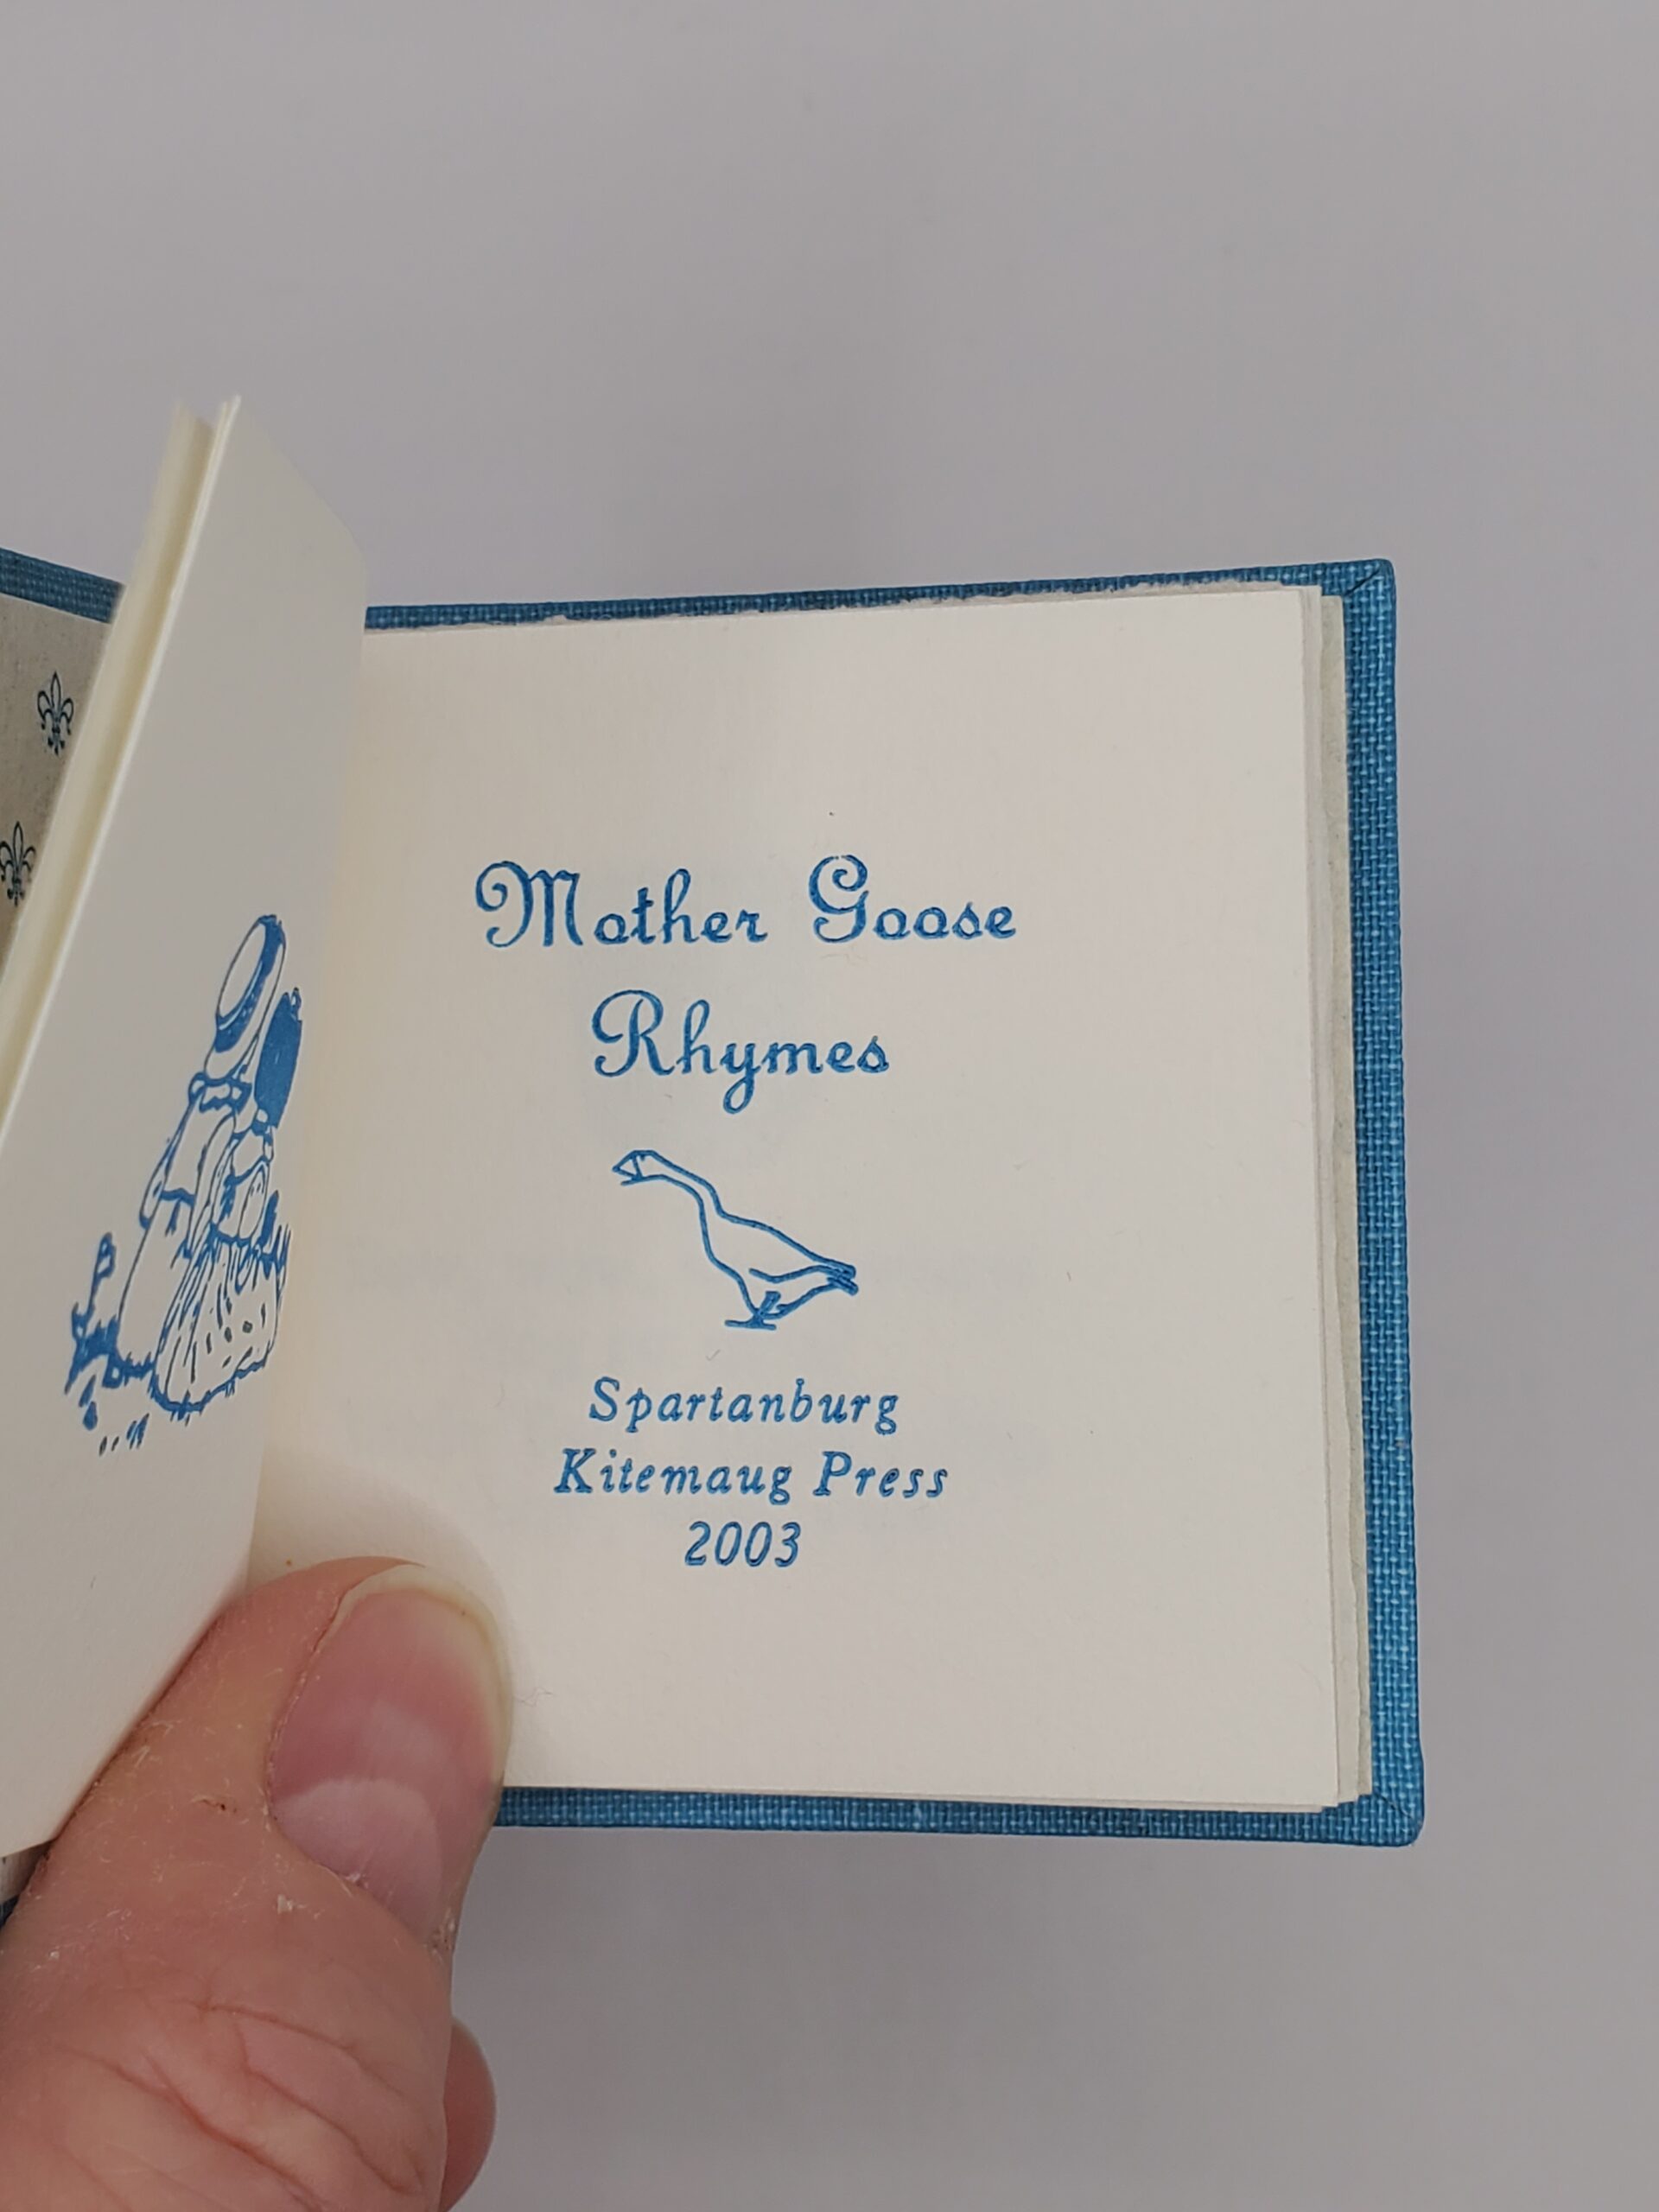 Mother Goose
Rhymes
Spartanburg
Kitemaug Press
2003